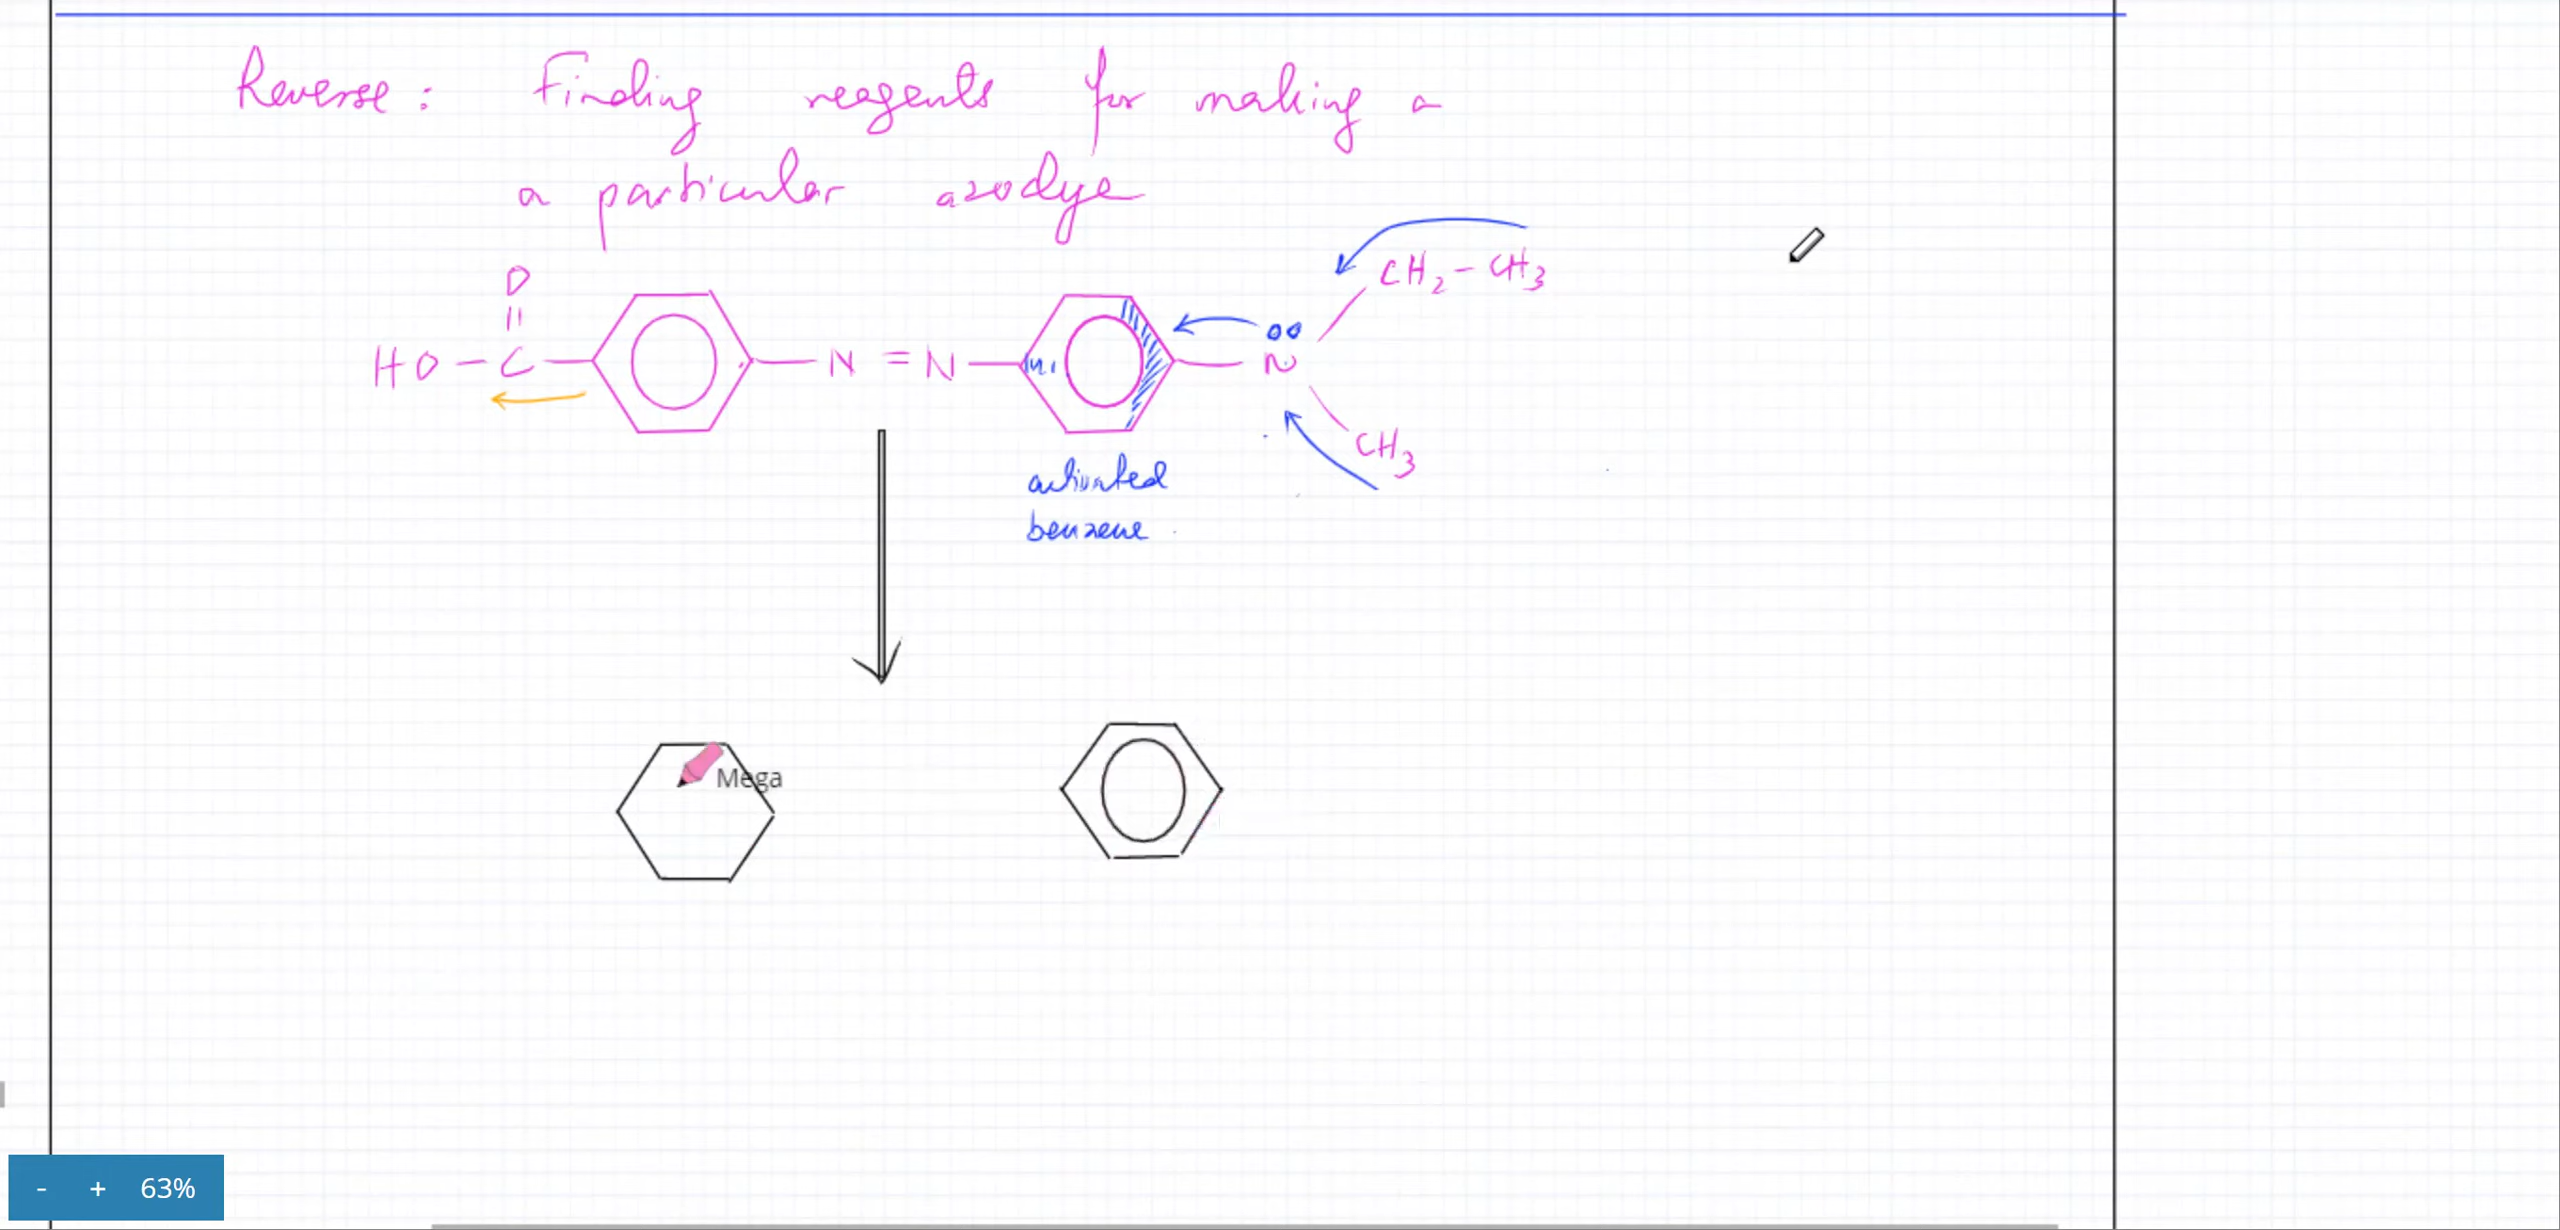 Reverse: Finding reagents for making a
a particular azodye
CH2-CH3
O
HO-C
N=N
N
CH3
activated
benzene
Mega
- + 63%